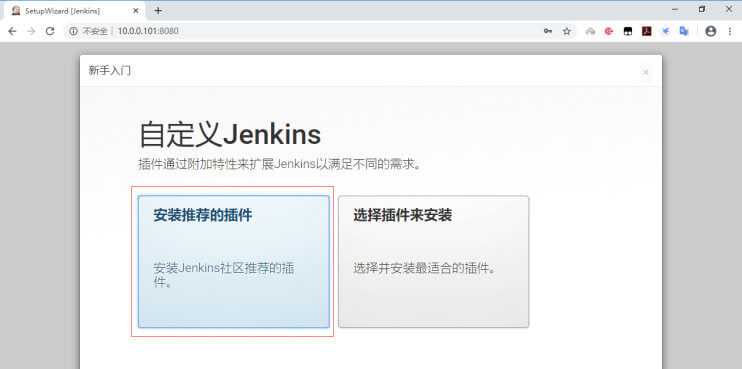 SetupWizard [Jenkins]
不安全 | 10.0.0.101:8080
新手入门
自定义Jenkins
插件通过附加特性来扩展Jenkins以满足不同的需求。
安装推荐的插件
安装Jenkins社区推荐的插
件。
选择插件来安装
选择并安装最适合的插件。